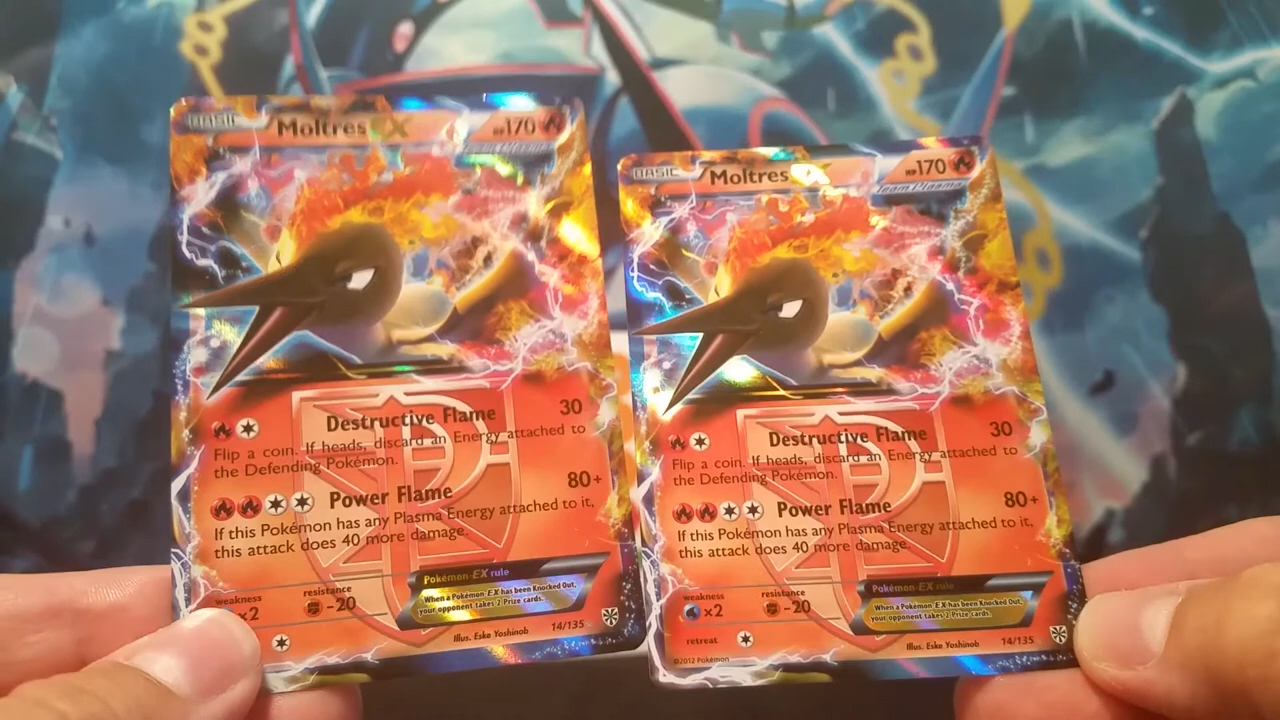 BASIC Moltres EX HP170
Team Plasma
Destructive Flame 30
Flip a coin. If heads, discard an Energy attached to
the Defending Pokémon.
Power Flame 80+
If this Pokémon has any Plasma Energy attached to it,
this attack does 40 more damage.
weakness resistance
×2 -20
Pokémon-EX rule
When a Pokémon-EX has been Knocked Out,
your opponent takes 2 Prize cards.
Illus. Eske Yoshinob 14/135
BASIC Moltres HP170
Team Plasma
Destructive Flame 30
Flip a coin. If heads, discard an Energy attached to
the Defending Pokémon.
Power Flame 80+
If this Pokémon has any Plasma Energy attached to it,
this attack does 40 more damage.
weakness resistance
×2 -20
retreat
Pokémon-EX rule
When a Pokémon-EX has been Knocked Out,
your opponent takes 2 Prize cards.
Illus. Eske Yoshinob 14/135
©2012 Pokémon